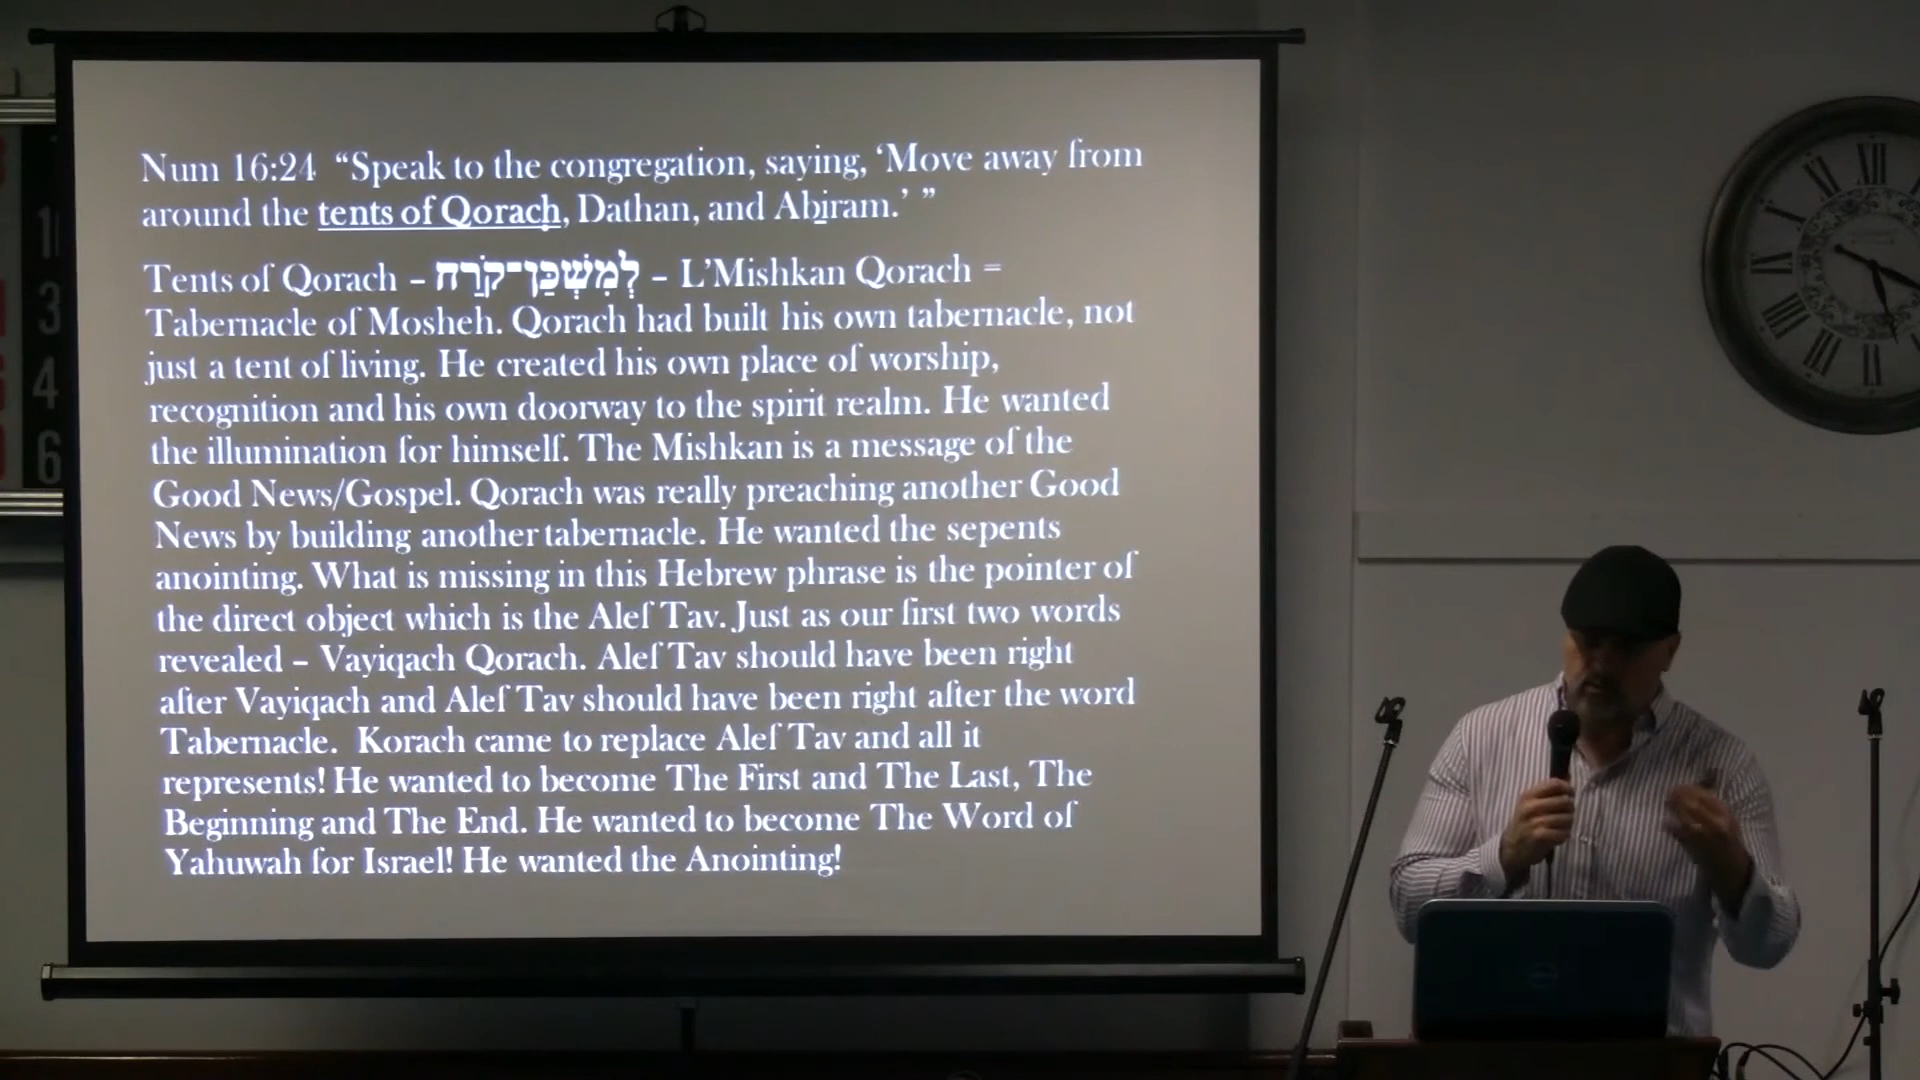 Num 16:24 “Speak to the congregation, saying, ‘Move away from
around the tents of Qoraḥ, Dathan, and Aḇiram.’ ”
Tents of Qorach – לְמִשְׁכַּן־קֹרַח – L’Mishkan Qorach =
Tabernacle of Mosheh. Qorach had built his own tabernacle, not
just a tent of living. He created his own place of worship,
recognition and his own doorway to the spirit realm. He wanted
the illumination for himself. The Mishkan is a message of the
Good News/Gospel. Qorach was really preaching another Good
News by building another tabernacle. He wanted the sepents
anointing. What is missing in this Hebrew phrase is the pointer of
the direct object which is the Alef Tav. Just as our first two words
revealed – Vayiqach Qorach. Alef Tav should have been right
after Vayiqach and Alef Tav should have been right after the word
Tabernacle. Korach came to replace Alef Tav and all it
represents! He wanted to become The First and The Last, The
Beginning and The End. He wanted to become The Word of
Yahuwah for Israel! He wanted the Anointing!
3
4
6